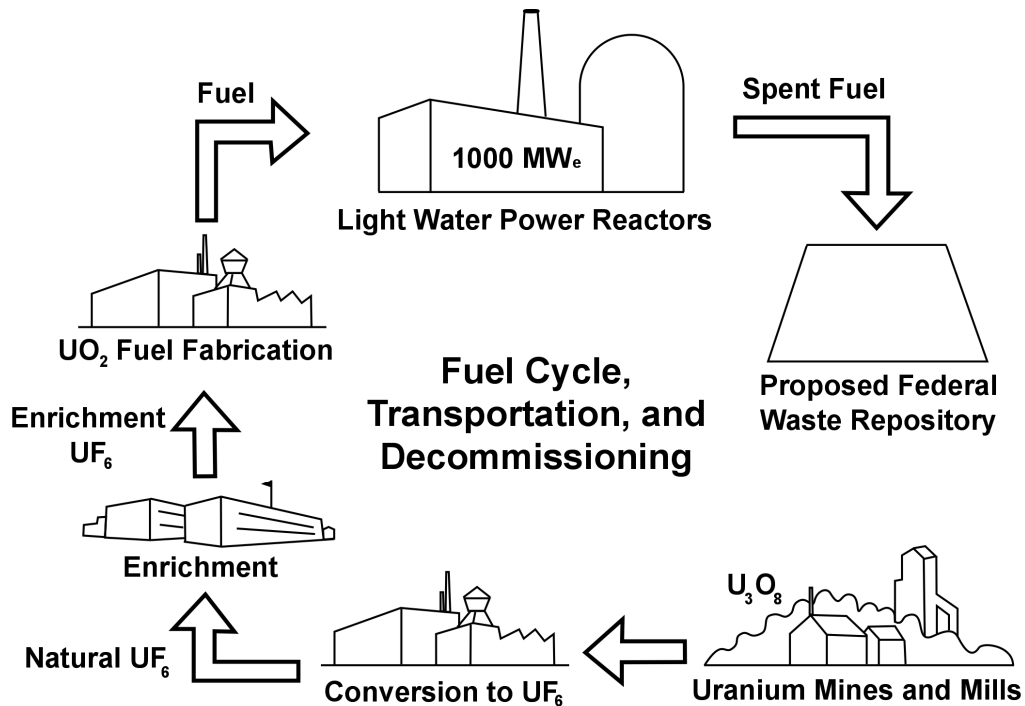 Fuel
1000 MWₑ
Light Water Power Reactors
Spent Fuel
Proposed Federal
Waste Repository
UO₂ Fuel Fabrication
Fuel Cycle,
Transportation, and
Decommissioning
Enrichment
UF₆
Enrichment
Natural UF₆
Conversion to UF₆
U₃O₈
Uranium Mines and Mills